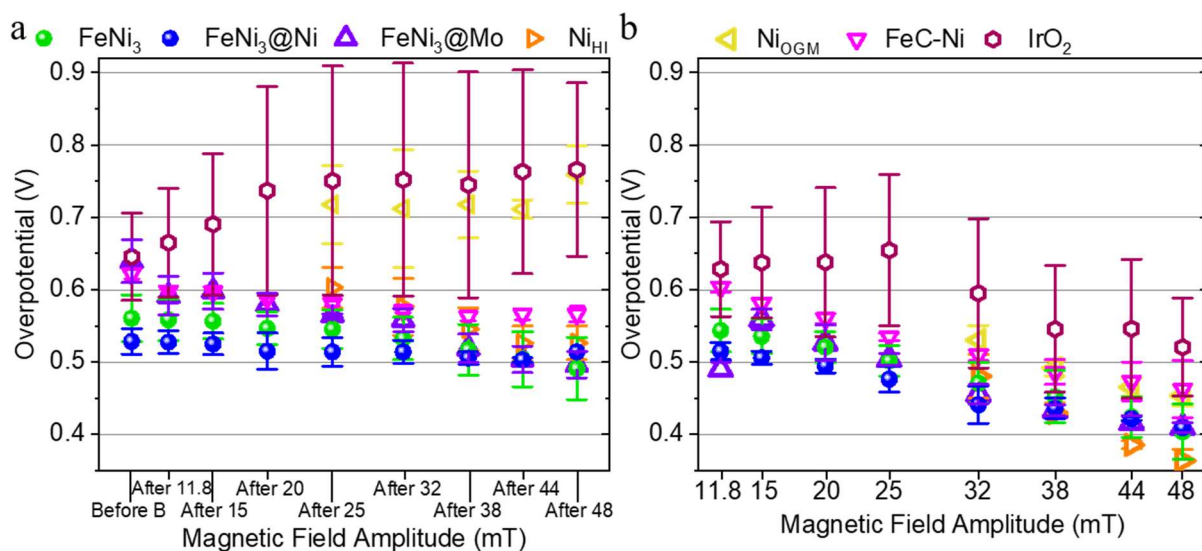 a
FeNi3
FeNi3@Ni
FeNi3@Mo
NiHI
b
NiOGM
FeC-Ni
IrO2
0.9
0.8
0.7
0.6
0.5
0.4
Overpotential (V)
Before B
After 11.8
After 15
After 20
After 25
After 32
After 38
After 44
After 48
Magnetic Field Amplitude (mT)
0.9
0.8
0.7
0.6
0.5
0.4
Overpotential (V)
11.8
15
20
25
32
38
44
48
Magnetic Field Amplitude (mT)